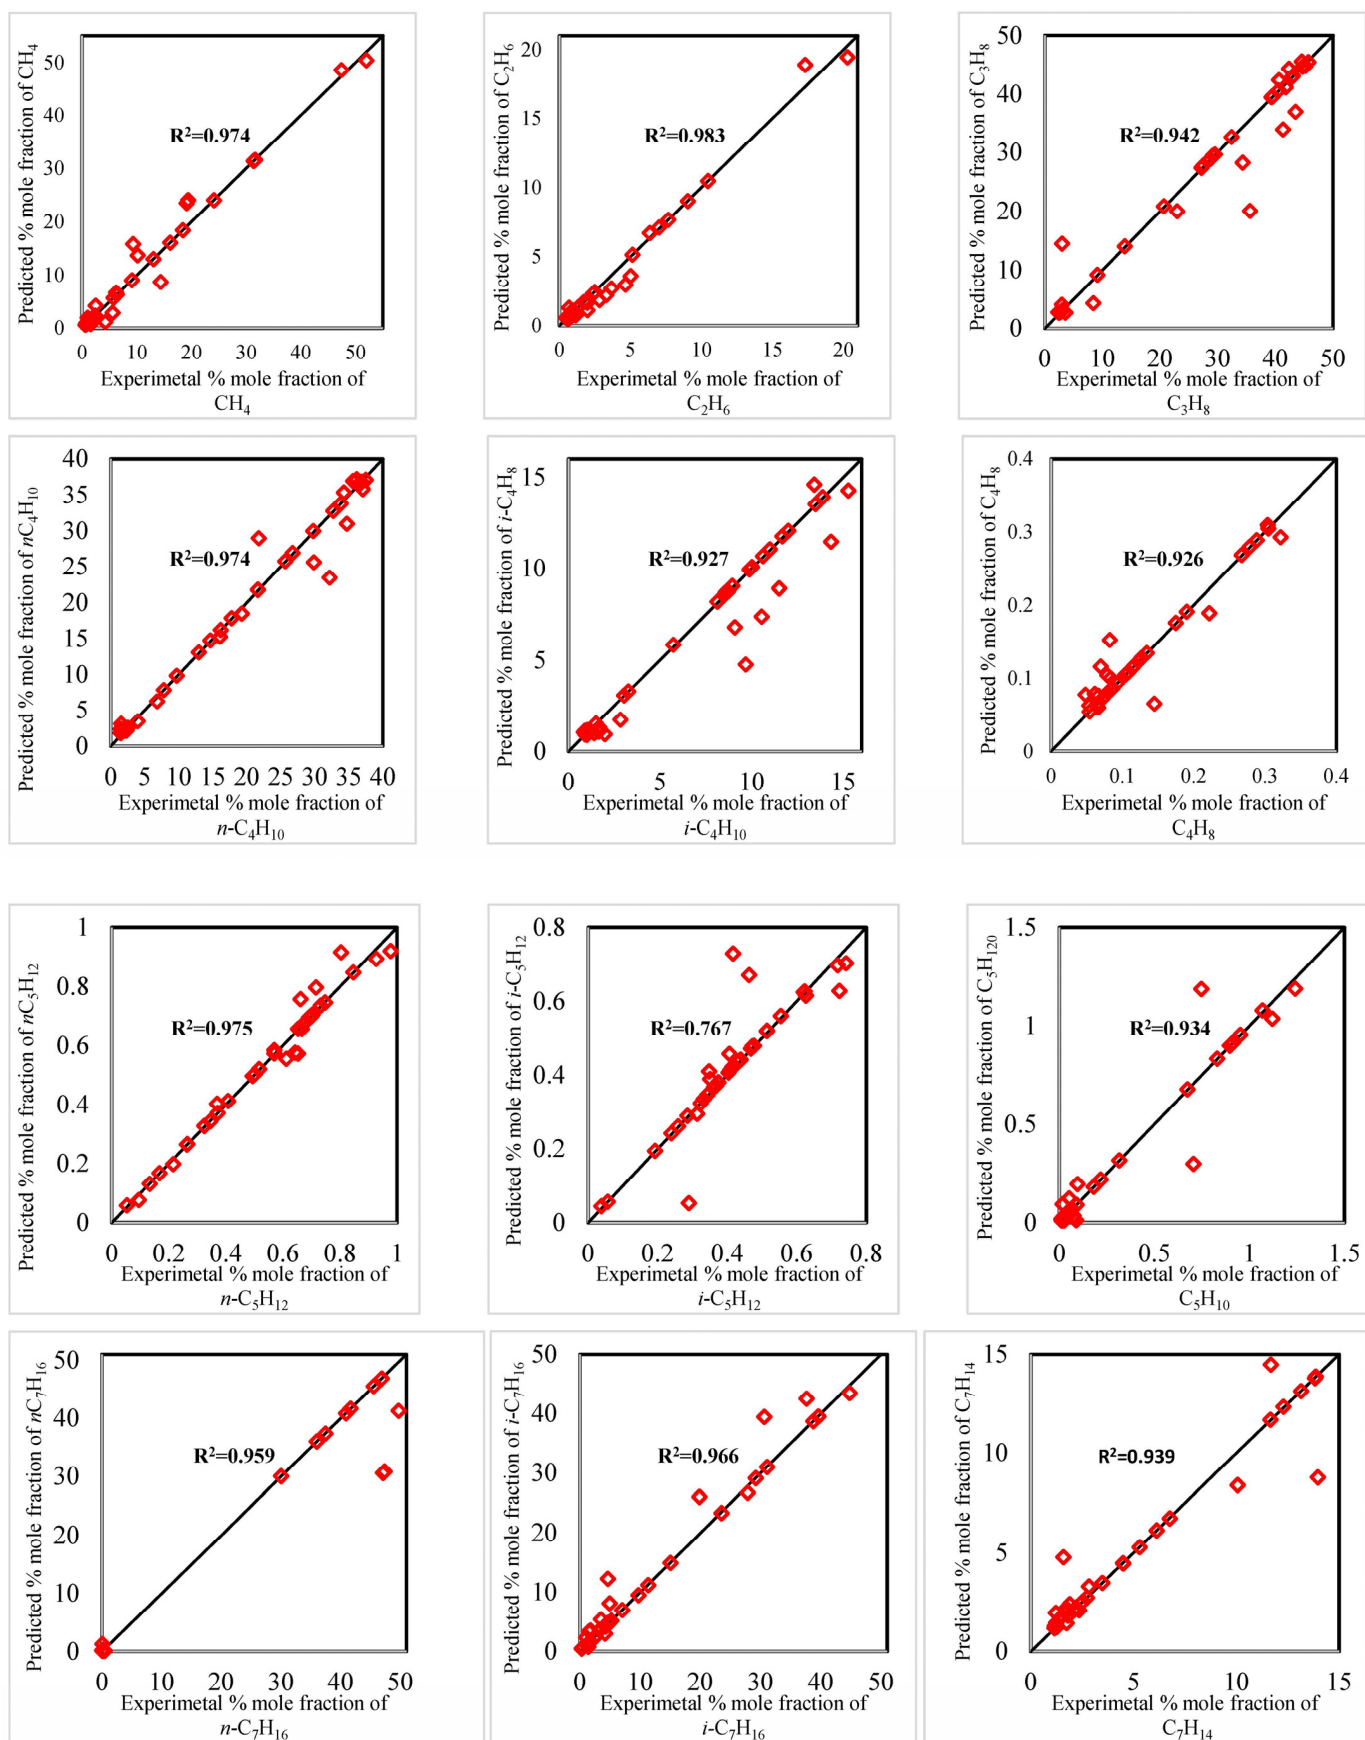 Predicted % mole fraction of CH4
50
40
30
20
10
0
R²=0.974
0 10 20 30 40 50
Experimetal % mole fraction of
CH4
Predicted % mole fraction of C2H6
20
15
10
5
0
R²=0.983
0 5 10 15 20
Experimetal % mole fraction of
C2H6
Predicted % mole fraction of C3H8
50
40
30
20
10
0
R²=0.942
0 10 20 30 40 50
Experimetal % mole fraction of
C3H8
Predicted % mole fraction of nC4H10
40
35
30
25
20
15
10
5
0
R²=0.974
0 5 10 15 20 25 30 35 40
Experimetal % mole fraction of
n-C4H10
Predicted % mole fraction of i-C4H8
15
10
5
0
R²=0.927
0 5 10 15
Experimetal % mole fraction of
i-C4H10
Predicted % mole fraction of C4H8
0.4
0.3
0.2
0.1
0
R²=0.926
0 0.1 0.2 0.3 0.4
Experimetal % mole fraction of
C4H8
Predicted % mole fraction of nC5H12
1
0.8
0.6
0.4
0.2
0
R²=0.975
0 0.2 0.4 0.6 0.8 1
Experimetal % mole fraction of
n-C5H12
Predicted % mole fraction of i-C5H12
0.8
0.6
0.4
0.2
0
R²=0.767
0 0.2 0.4 0.6 0.8
Experimetal % mole fraction of
i-C5H12
Predicted % mole fraction of C5H120
1.5
1
0.5
0
R²=0.934
0 0.5 1 1.5
Experimetal % mole fraction of
C5H10
Predicted % mole fraction of nC7H16
50
40
30
20
10
0
R²=0.959
0 10 20 30 40 50
Experimetal % mole fraction of
n-C7H16
Predicted % mole fraction of i-C7H16
50
40
30
20
10
0
R²=0.966
0 10 20 30 40 50
Experimetal % mole fraction of
i-C7H16
Predicted % mole fraction of C7H14
15
10
5
0
R²=0.939
0 5 10 15
Experimetal % mole fraction of
C7H14